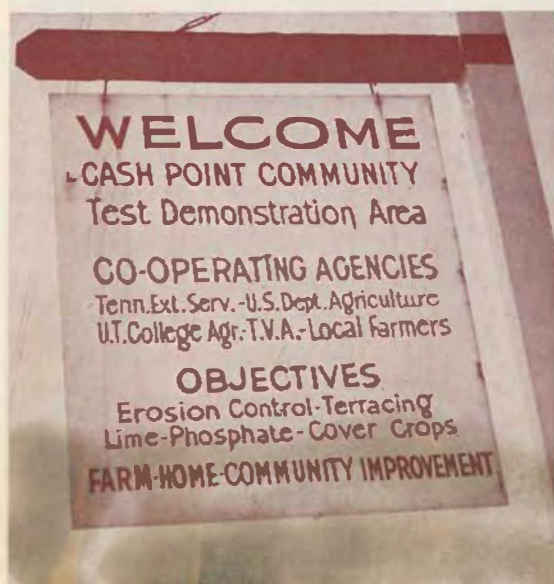 WELCOME
CASH POINT COMMUNITY
Test Demonstration Area
CO-OPERATING AGENCIES
Tenn.Ext.Serv.-U.S.Dept.Agriculture
U.T.College Agr.-T.V.A.-Local Farmers
OBJECTIVES
Erosion Control-Terracing
Lime-Phosphate-Cover Crops
FARM-HOME-COMMUNITY IMPROVEMENT